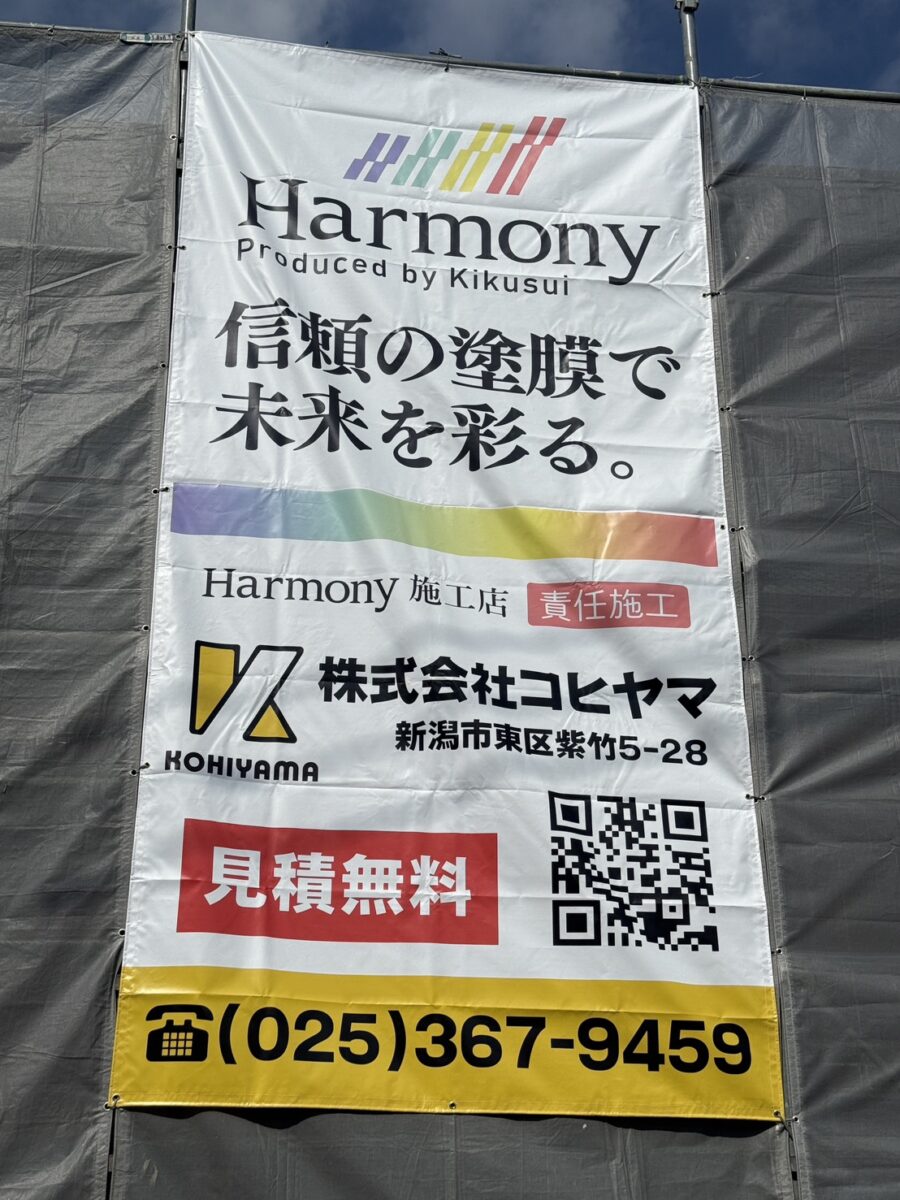 Harmony
Produced by Kikusui
信頼の塗膜で
未来を彩る。
Harmony 施工店 責任施工
株式会社コヒヤマ
新潟市東区紫竹5-28
KOHIYAMA
見積無料
☎(025)367-9459